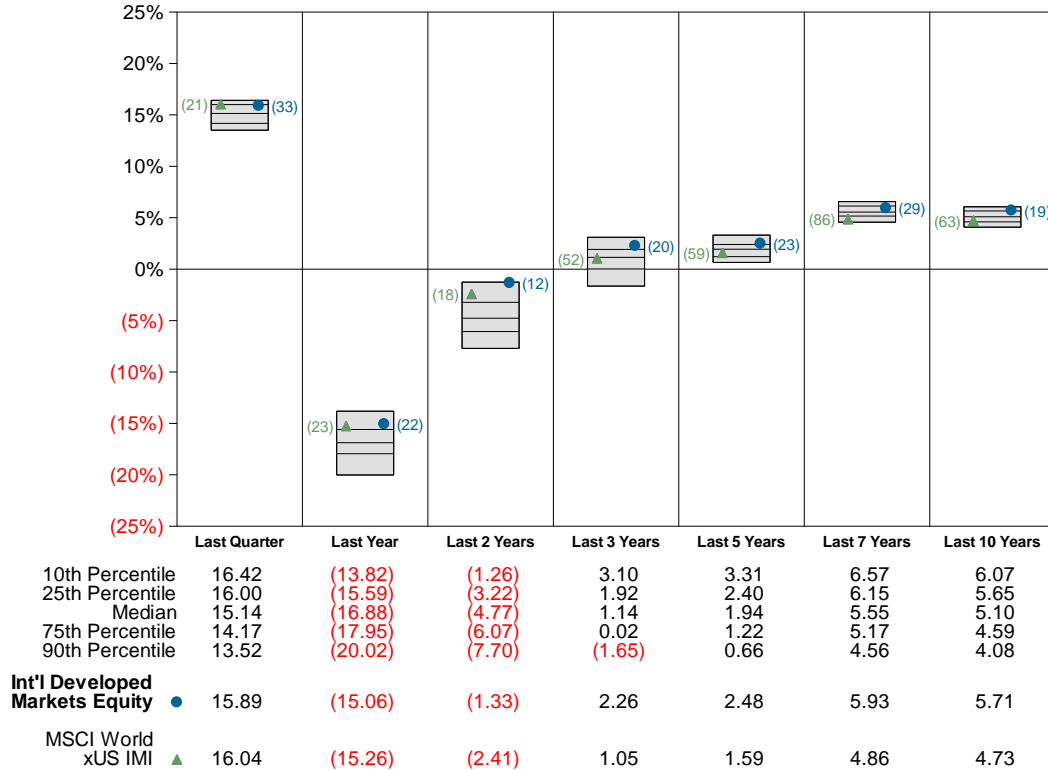 25%
20%
15%
10%
5%
0%
(5%)
(10%)
(15%)
(20%)
(25%)
(21) (33)
(23) (22)
(18) (12)
(52) (20)
(59) (23)
(86) (29)
(63) (19)
Last Quarter Last Year Last 2 Years Last 3 Years Last 5 Years Last 7 Years Last 10 Years
10th Percentile 16.42 (13.82) (1.26) 3.10 3.31 6.57 6.07
25th Percentile 16.00 (15.59) (3.22) 1.92 2.40 6.15 5.65
Median 15.14 (16.88) (4.77) 1.14 1.94 5.55 5.10
75th Percentile 14.17 (17.95) (6.07) 0.02 1.22 5.17 4.59
90th Percentile 13.52 (20.02) (7.70) (1.65) 0.66 4.56 4.08
Int'l Developed
Markets Equity 15.89 (15.06) (1.33) 2.26 2.48 5.93 5.71
MSCI World
xUS IMI 16.04 (15.26) (2.41) 1.05 1.59 4.86 4.73